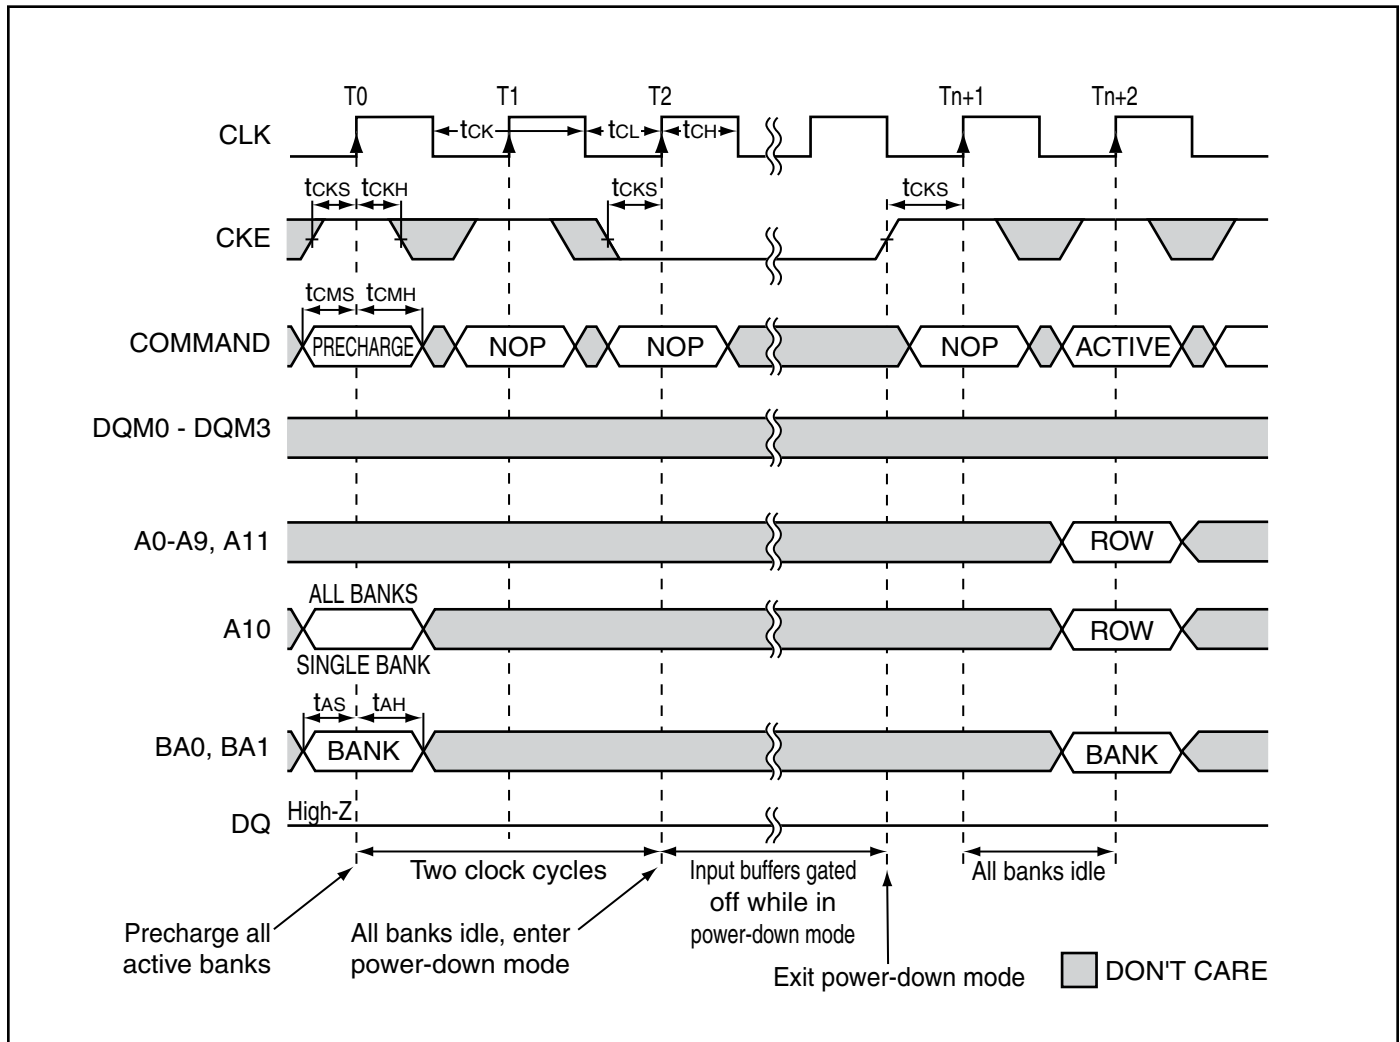 T0 T1 T2 Tn+1 Tn+2
CLK tCK tCL tCH
tCKS tCKH tCKS tCKS
CKE
tCMS tCMH
COMMAND PRECHARGE NOP NOP NOP ACTIVE
DQM0 - DQM3
A0-A9, A11 ROW
ALL BANKS
A10 ROW
SINGLE BANK
tAS tAH
BA0, BA1 BANK BANK
DQ High-Z
Two clock cycles
Input buffers gated
off while in
power-down mode
All banks idle
Precharge all
active banks
All banks idle, enter
power-down mode
Exit power-down mode
DON'T CARE